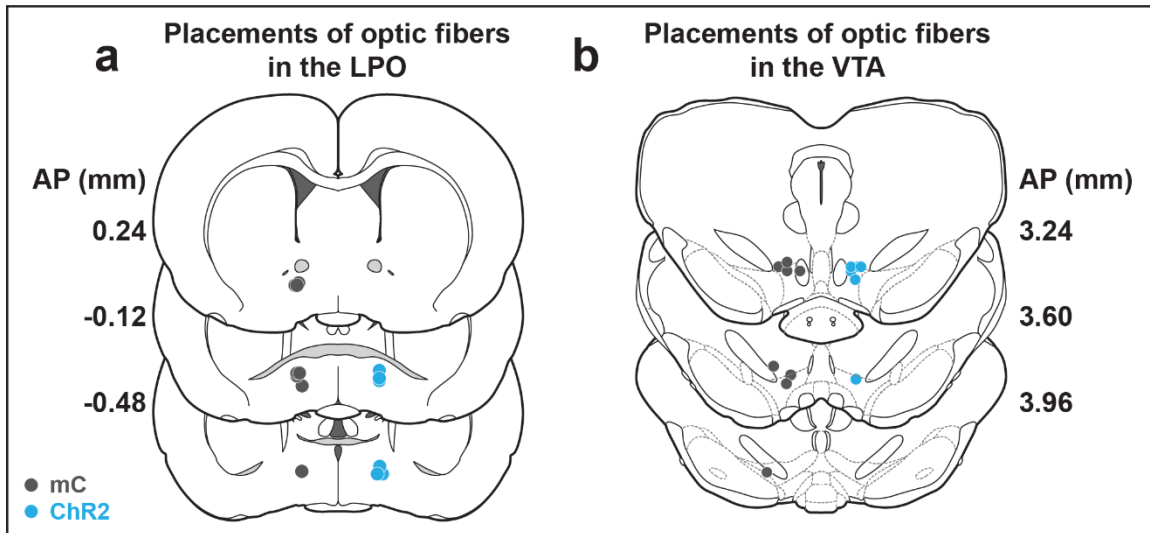 a
Placements of optic fibers
in the LPO
AP (mm)
0.24
-0.12
-0.48
mC
ChR2
b
Placements of optic fibers
in the VTA
AP (mm)
3.24
3.60
3.96